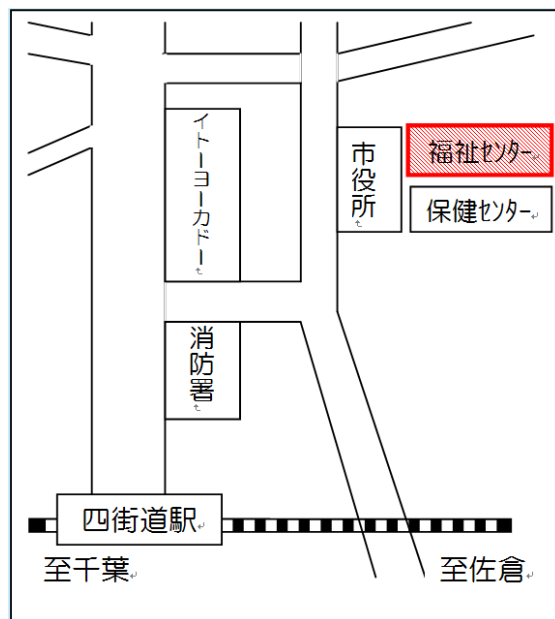 イトーヨーカドー
市役所
福祉センター
保健センター
消防署
四街道駅
至千葉
至佐倉